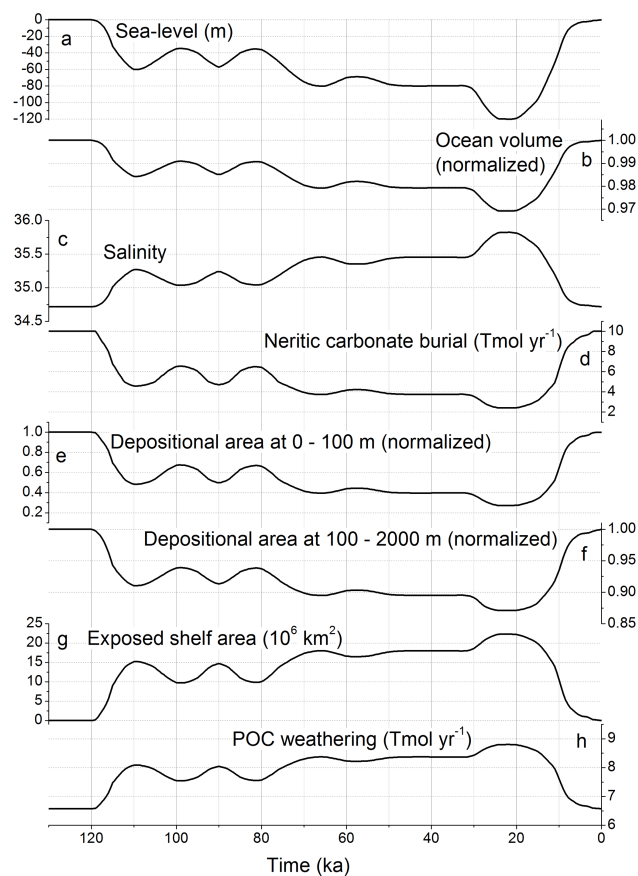 0
-20
-40
-60
-80
-100
-120
a
Sea-level (m)
Ocean volume
(normalized)
b
1.00
0.99
0.98
0.97
36.0
35.5
35.0
34.5
c
Salinity
Neritic carbonate burial (Tmol yr-1)
d
10
8
6
4
2
1.0
0.8
0.6
0.4
0.2
e
Depositional area at 0 - 100 m (normalized)
Depositional area at 100 - 2000 m (normalized)
f
1.00
0.95
0.90
0.85
25
20
15
10
5
0
g
Exposed shelf area (10⁶ km²)
POC weathering (Tmol yr⁻¹)
h
9
8
7
6
120 100 80 60 40 20 0
Time (ka)